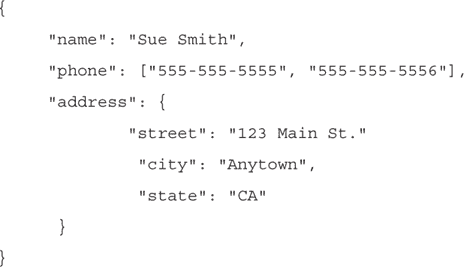 {
"name": "Sue Smith",
"phone": ["555-555-5555", "555-555-5556"],
"address": {
"street": "123 Main St."
"city": "Anytown",
"state": "CA"
}
}